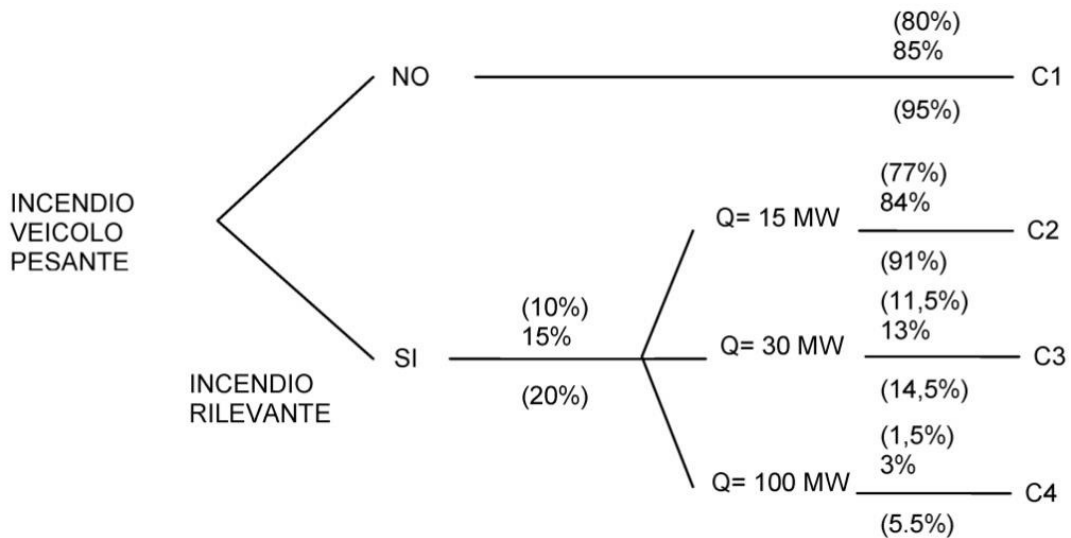 (80%)
85%
NO
C1
(95%)
(77%)
84%
INCENDIO
VEICOLO
PESANTE
Q= 15 MW
C2
(91%)
(10%)
15%
(11,5%)
13%
SI
Q= 30 MW
C3
INCENDIO
RILEVANTE
(20%)
(14,5%)
(1,5%)
3%
Q= 100 MW
C4
(5.5%)